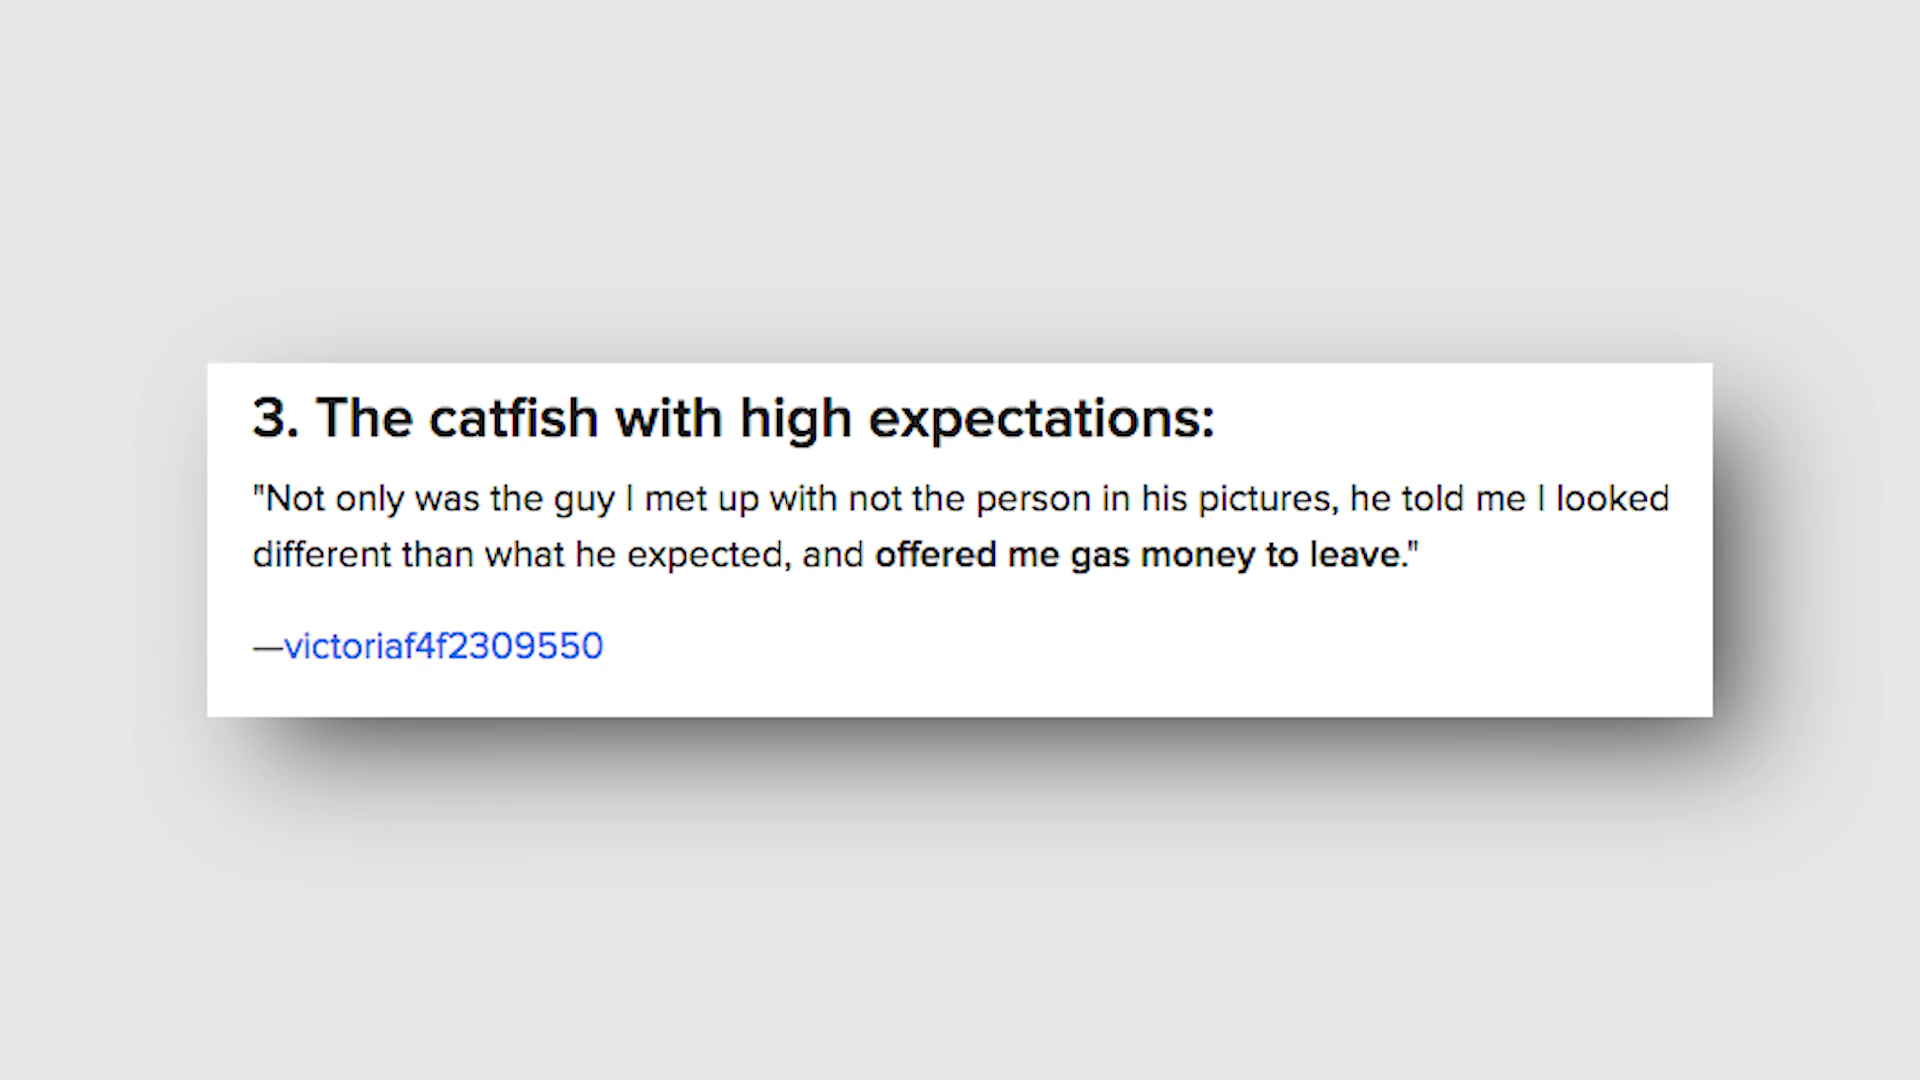 3. The catfish with high expectations:
"Not only was the guy I met up with not the person in his pictures, he told me I looked
different than what he expected, and offered me gas money to leave."
—victoriaf4f2309550